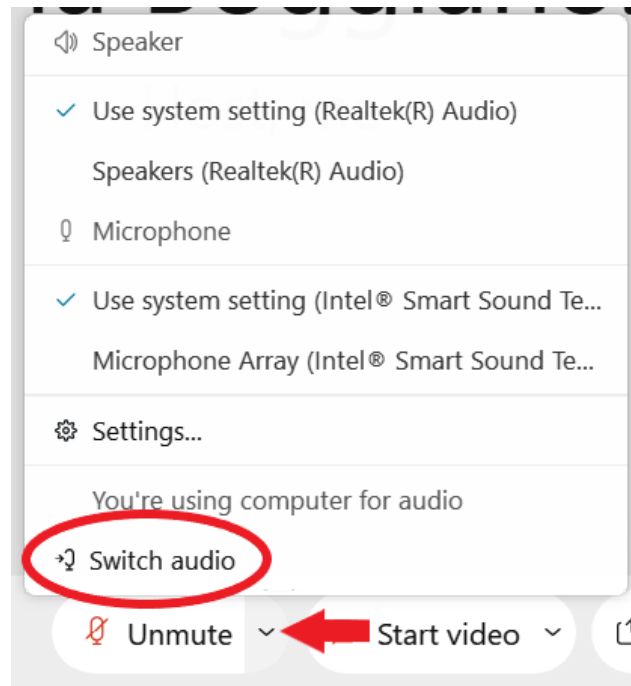 Speaker
Use system setting (Realtek(R) Audio)
Speakers (Realtek(R) Audio)
Microphone
Use system setting (Intel® Smart Sound Te...
Microphone Array (Intel® Smart Sound Te...
Settings...
You're using computer for audio
Switch audio
Unmute
Start video